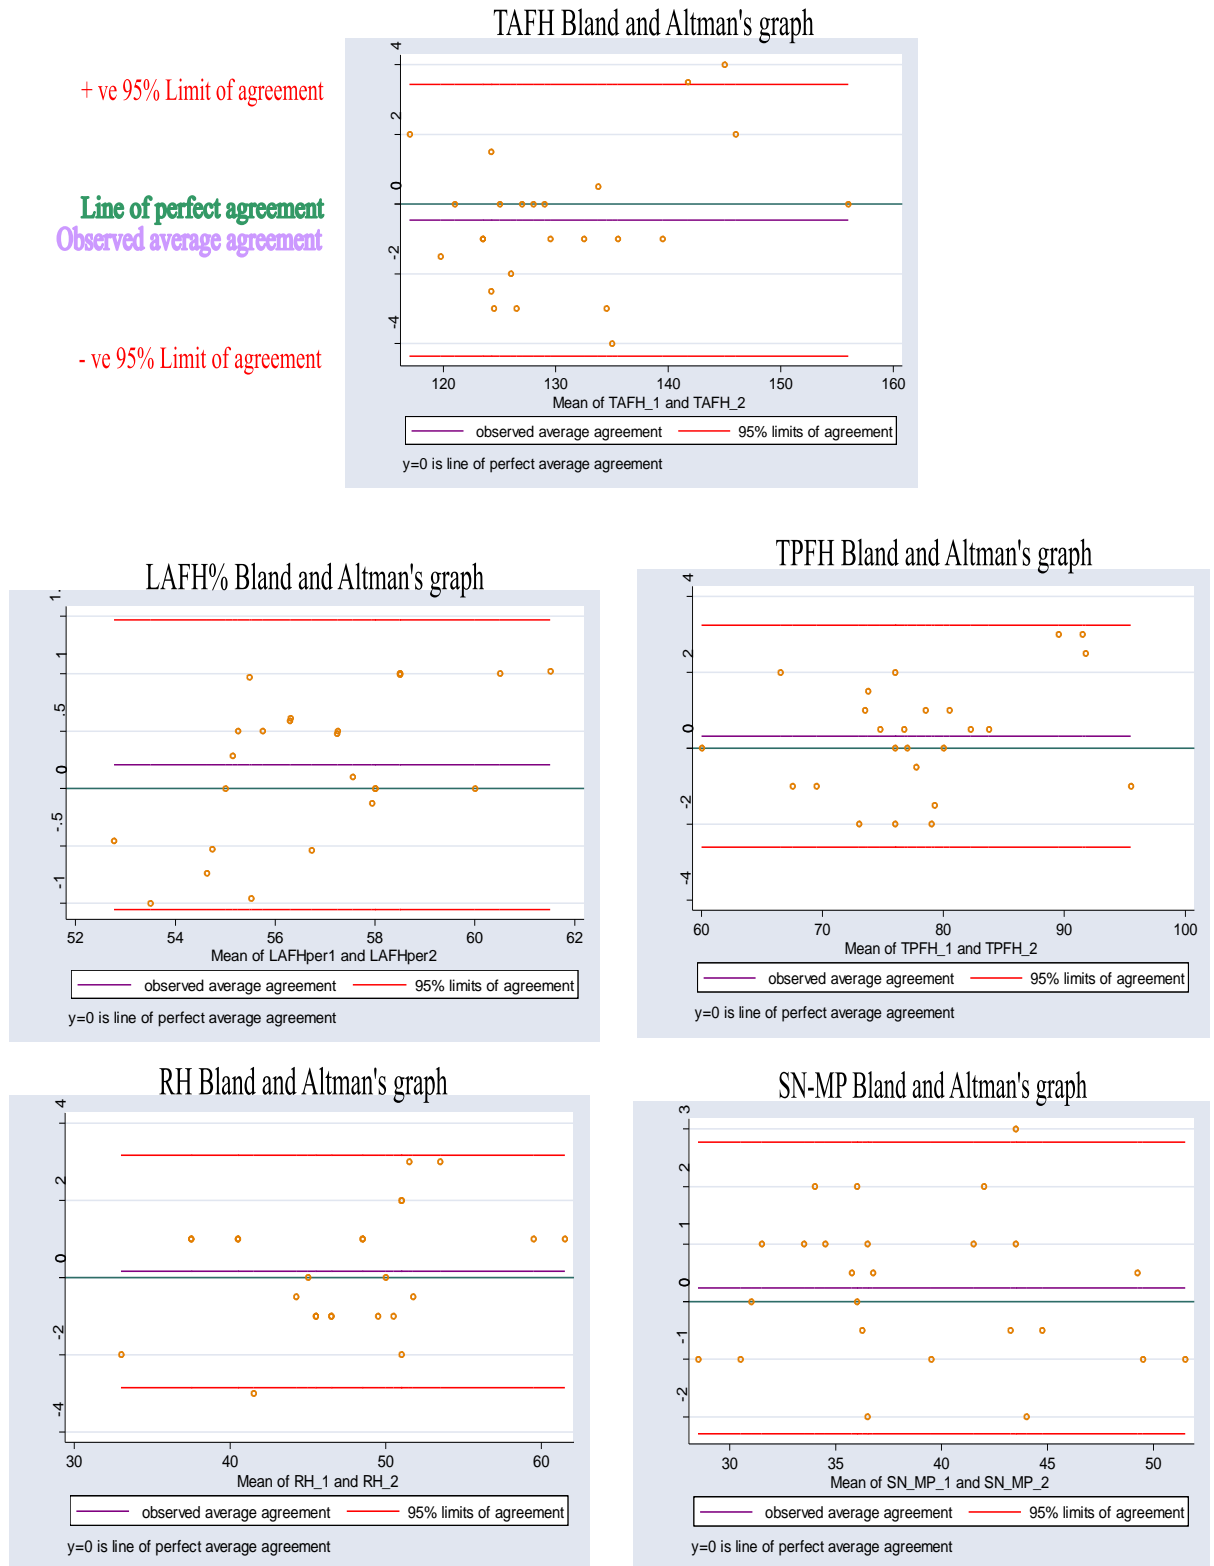 TAFH Bland and Altman's graph
+ ve 95% Limit of agreement
Line of perfect agreement
Observed average agreement
- ve 95% Limit of agreement
4
2
0
-2
-4
120 130 140 150 160
Mean of TAFH_1 and TAFH_2
observed average agreement 95% limits of agreement
y=0 is line of perfect average agreement
LAFH% Bland and Altman's graph
1
.5
0
-.5
-1
52 54 56 58 60 62
Mean of LAFHper1 and LAFHper2
observed average agreement 95% limits of agreement
y=0 is line of perfect average agreement
TPFH Bland and Altman's graph
4
2
0
-2
-4
60 70 80 90 100
Mean of TPFH_1 and TPFH_2
observed average agreement 95% limits of agreement
y=0 is line of perfect average agreement
RH Bland and Altman's graph
4
2
0
-2
-4
30 40 50 60
Mean of RH_1 and RH_2
observed average agreement 95% limits of agreement
y=0 is line of perfect average agreement
SN-MP Bland and Altman's graph
3
2
1
0
-1
-2
30 35 40 45 50
Mean of SN_MP_1 and SN_MP_2
observed average agreement 95% limits of agreement
y=0 is line of perfect average agreement